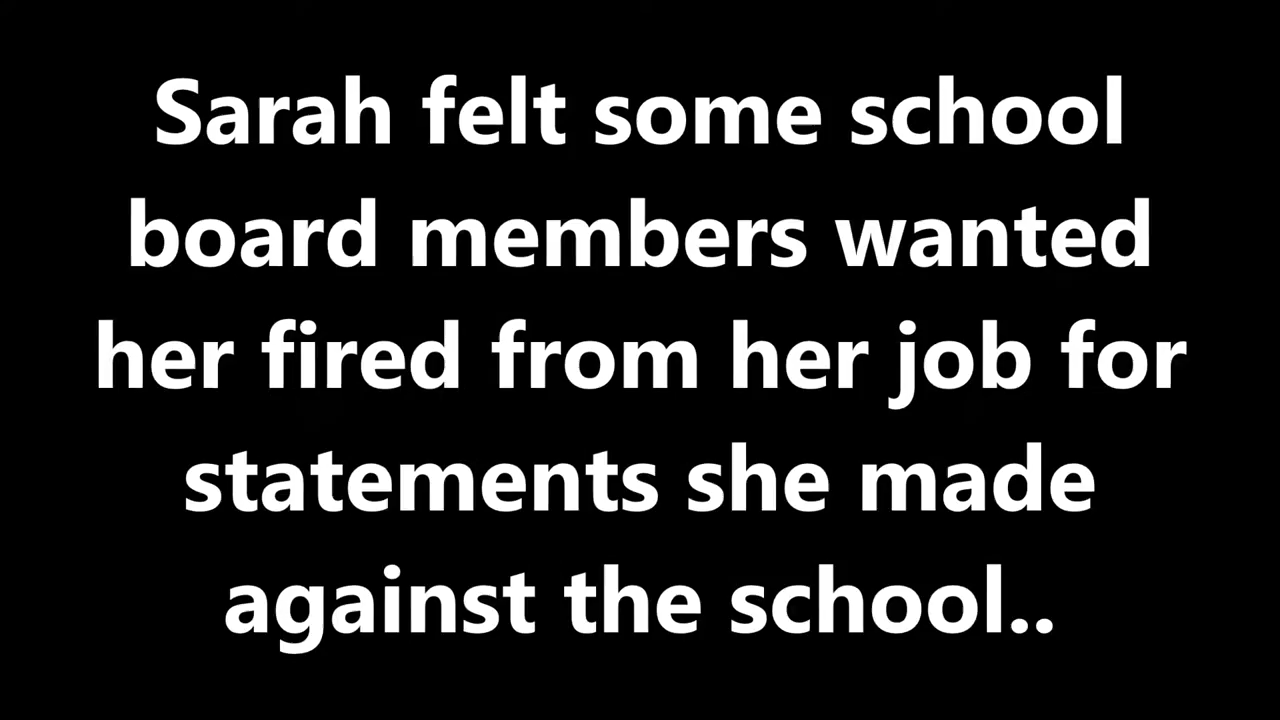 Sarah felt some school
board members wanted
her fired from her job for
statements she made
against the school..